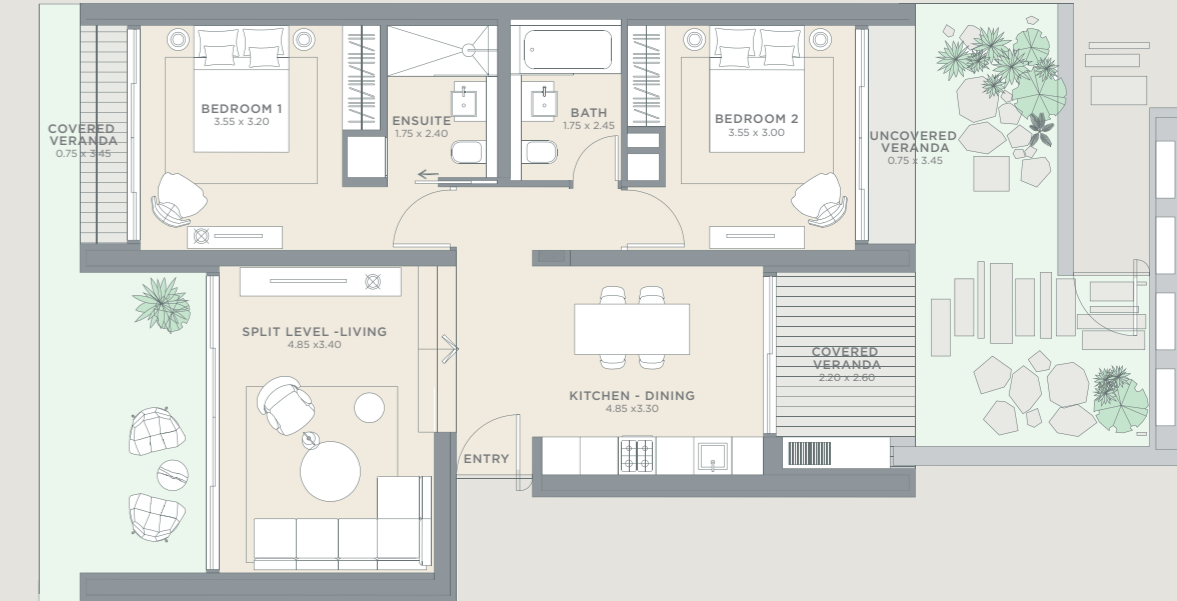 BEDROOM 1
3.55 x 3.20
COVERED
VERANDA
0.75 x 3.45
ENSUITE
1.75 x 2.40
BATH
1.75 x 2.45
BEDROOM 2
3.55 x 3.00
UNCOVERED
VERANDA
0.75 x 3.45
SPLIT LEVEL -LIVING
4.85 x3.40
KITCHEN - DINING
4.85 x3.30
COVERED
VERANDA
2.20 x 2.60
ENTRY